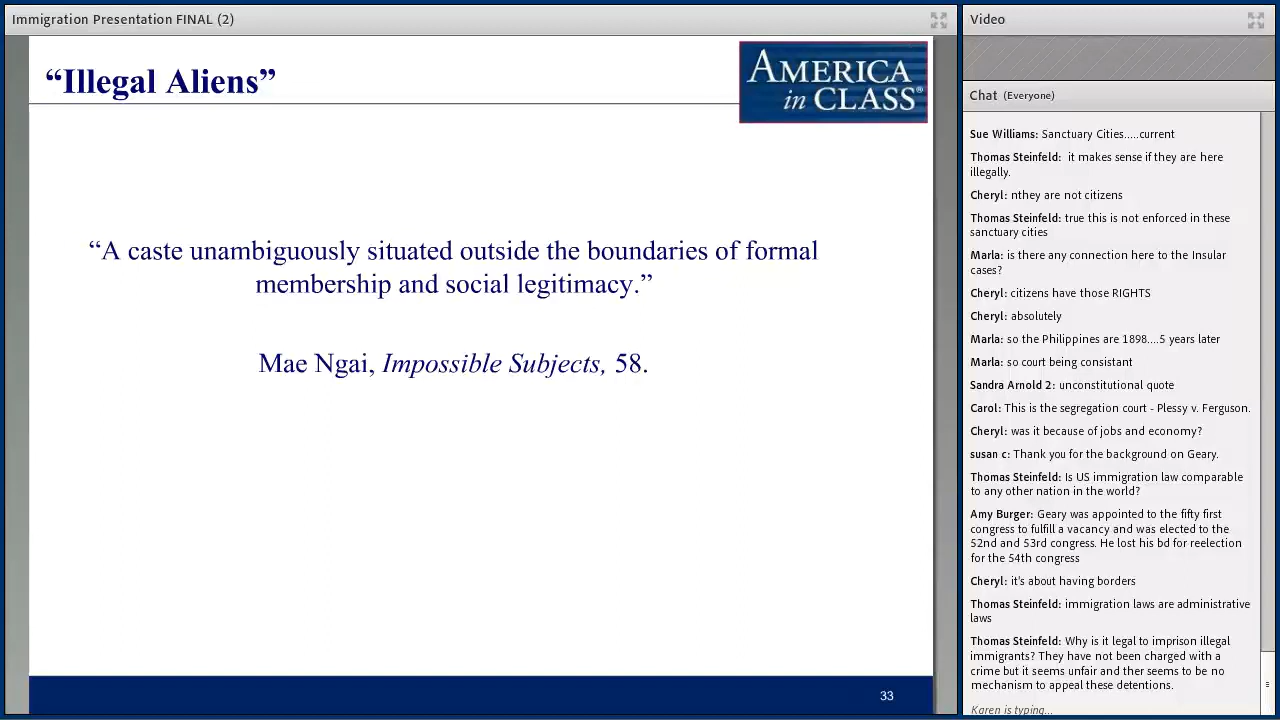 Immigration Presentation FINAL (2)
“Illegal Aliens”
AMERICA
in CLASS®
“A caste unambiguously situated outside the boundaries of formal
membership and social legitimacy.”
Mae Ngai, Impossible Subjects, 58.
33
Video
Chat (Everyone)
Sue Williams: Sanctuary Cities.....current
Thomas Steinfeld: it makes sense if they are here
illegally.
Cheryl: nthey are not citizens
Thomas Steinfeld: true this is not enforced in these
sanctuary cities
Marla: is there any connection here to the Insular
cases?
Cheryl: citizens have those RIGHTS
Cheryl: absolutely
Marla: so the Philippines are 1898....5 years later
Marla: so court being consistant
Sandra Arnold 2: unconstitutional quote
Carol: This is the segregation court - Plessy v. Ferguson.
Cheryl: was it because of jobs and economy?
susan c: Thank you for the background on Geary.
Thomas Steinfeld: Is US immigration law comparable
to any other nation in the world?
Amy Burger: Geary was appointed to the fifty first
congress to fulfill a vacancy and was elected to the
52nd and 53rd congress. He lost his bd for reelection
for the 54th congress
Cheryl: it's about having borders
Thomas Steinfeld: immigration laws are administrative
laws
Thomas Steinfeld: Why is it legal to imprison illegal
immigrants? They have not been charged with a
crime but it seems unfair and ther seems to be no
mechanism to appeal these detentions.
Karen is typing...